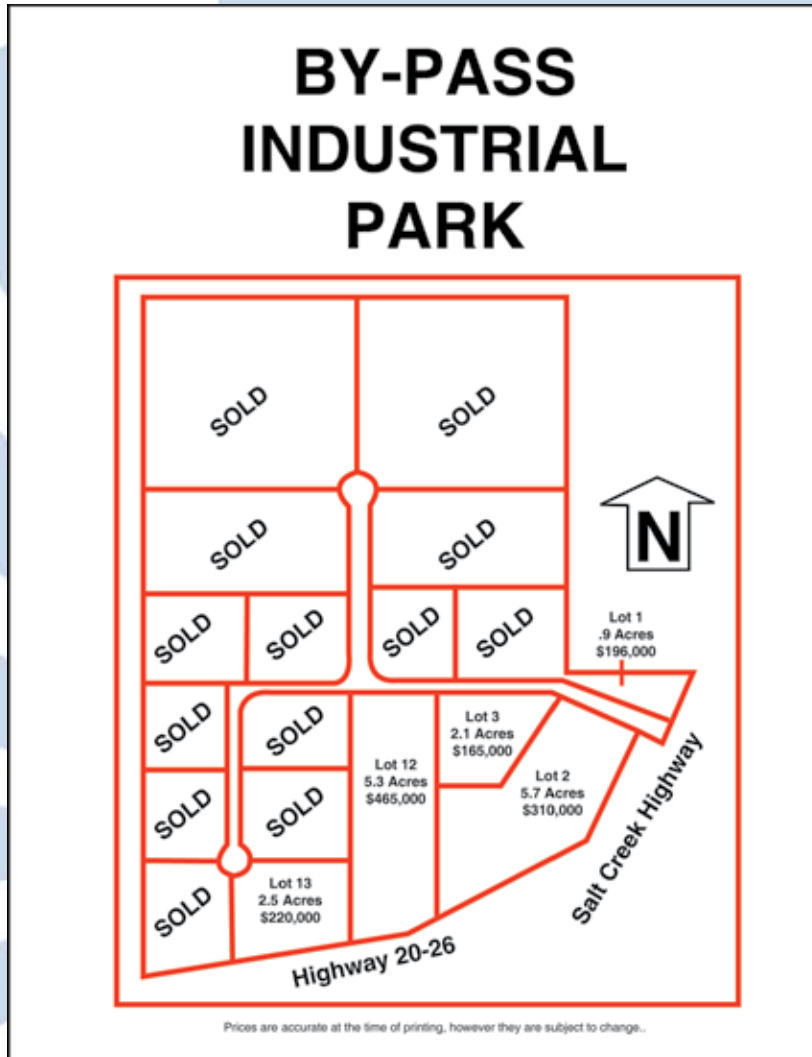 BY-PASS
INDUSTRIAL
PARK
SOLD
SOLD
SOLD
SOLD
N
SOLD
SOLD
SOLD
SOLD
Lot 1
.9 Acres
$196,000
SOLD
SOLD
Lot 12
5.3 Acres
$465,000
Lot 3
2.1 Acres
$165,000
Lot 2
5.7 Acres
$310,000
SOLD
SOLD
Salt Creek Highway
SOLD
Lot 13
2.5 Acres
$220,000
Highway 20-26
Prices are accurate at the time of printing, however they are subject to change..